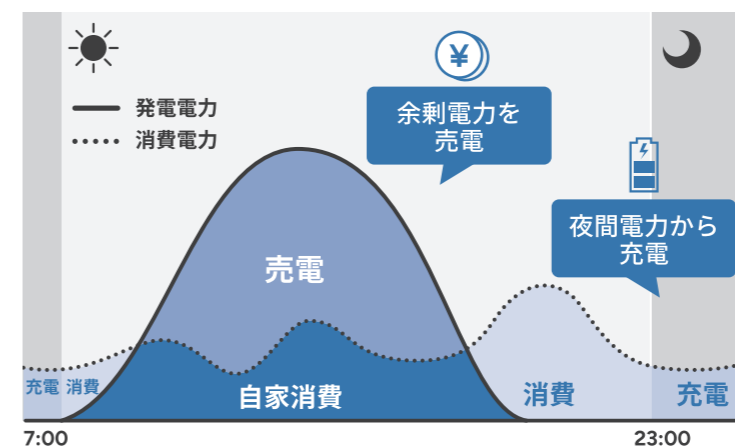 発電電力
消費電力
¥
余剰電力を
売電
夜間電力から
充電
売電
充電 消費
自家消費
消費
充電
7:00
23:00